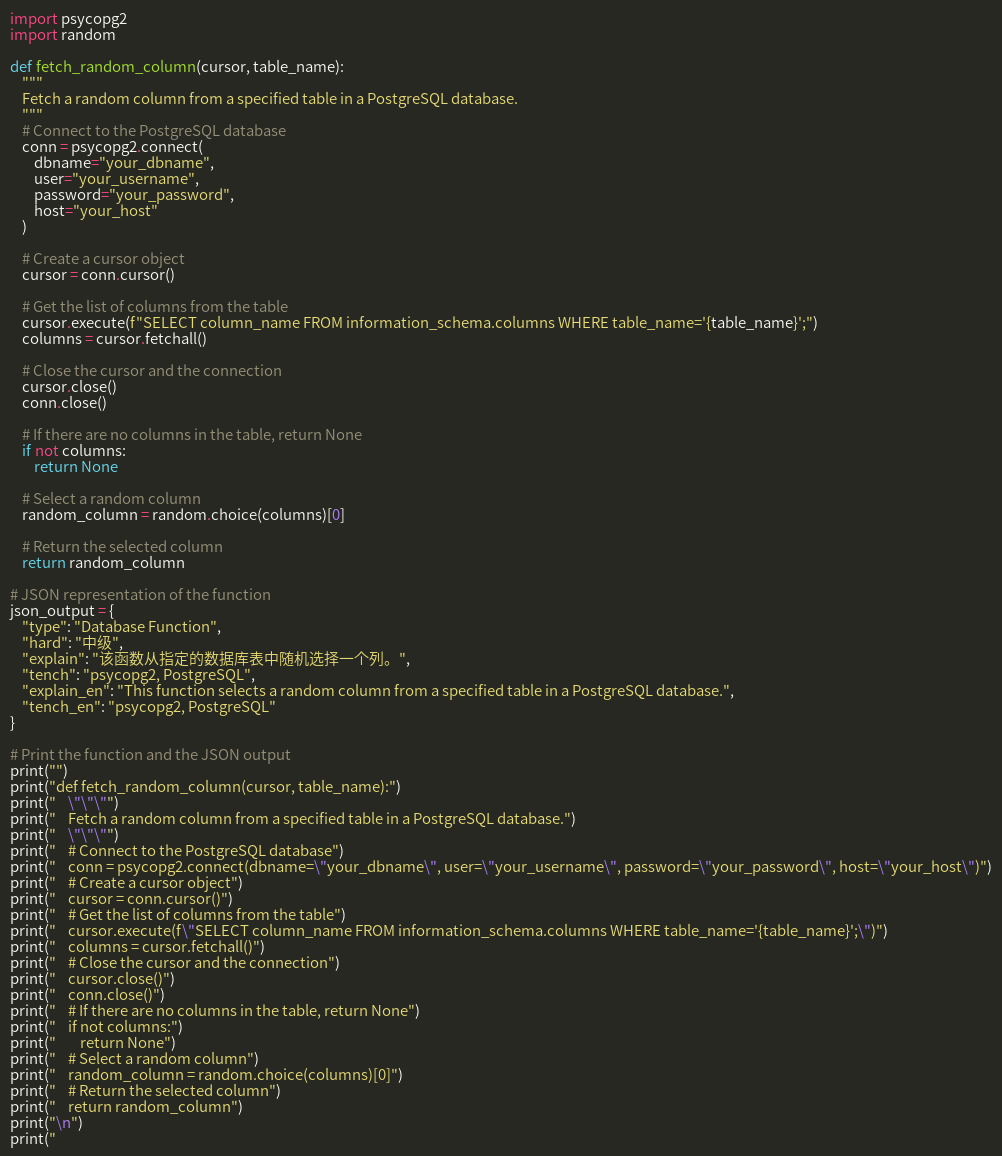 import psycopg2
import random

def fetch_random_column(cursor, table_name):
    """
    Fetch a random column from a specified table in a PostgreSQL database.
    """
    # Connect to the PostgreSQL database
    conn = psycopg2.connect(
        dbname="your_dbname",
        user="your_username",
        password="your_password",
        host="your_host"
    )

    # Create a cursor object
    cursor = conn.cursor()

    # Get the list of columns from the table
    cursor.execute(f"SELECT column_name FROM information_schema.columns WHERE table_name='{table_name}';")
    columns = cursor.fetchall()

    # Close the cursor and the connection
    cursor.close()
    conn.close()

    # If there are no columns in the table, return None
    if not columns:
        return None

    # Select a random column
    random_column = random.choice(columns)[0]

    # Return the selected column
    return random_column

# JSON representation of the function
json_output = {
    "type": "Database Function",
    "hard": "中级",
    "explain": "该函数从指定的数据库表中随机选择一个列。",
    "tench": "psycopg2, PostgreSQL",
    "explain_en": "This function selects a random column from a specified table in a PostgreSQL database.",
    "tench_en": "psycopg2, PostgreSQL"
}

# Print the function and the JSON output
print("")
print("def fetch_random_column(cursor, table_name):")
print("    \"\"\"")
print("    Fetch a random column from a specified table in a PostgreSQL database.")
print("    \"\"\"")
print("    # Connect to the PostgreSQL database")
print("    conn = psycopg2.connect(dbname=\"your_dbname\", user=\"your_username\", password=\"your_password\", host=\"your_host\")")
print("    # Create a cursor object")
print("    cursor = conn.cursor()")
print("    # Get the list of columns from the table")
print("    cursor.execute(f\"SELECT column_name FROM information_schema.columns WHERE table_name='{table_name}';\")")
print("    columns = cursor.fetchall()")
print("    # Close the cursor and the connection")
print("    cursor.close()")
print("    conn.close()")
print("    # If there are no columns in the table, return None")
print("    if not columns:")
print("        return None")
print("    # Select a random column")
print("    random_column = random.choice(columns)[0]")
print("    # Return the selected column")
print("    return random_column")
print("\n")
print("